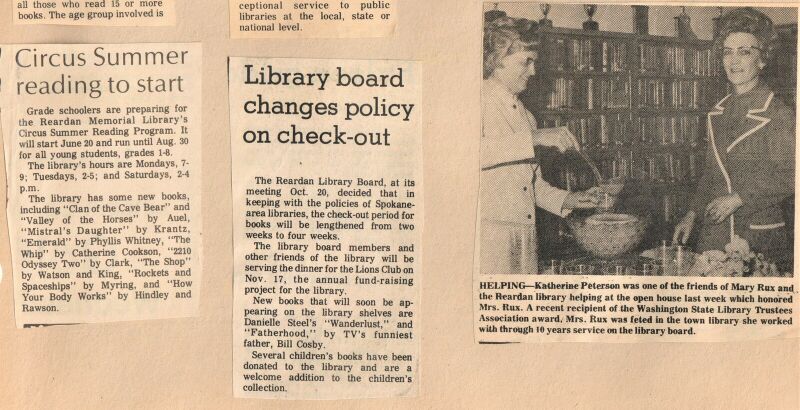 all those who read 15 or more
books. The age group involved is
Circus Summer
reading to start
Grade schoolers are preparing for
the Reardan Memorial Library's
Circus Summer Reading Program. It
will start June 20 and run until Aug. 30
for all young students, grades 1-8.
The library's hours are Mondays, 7-
9; Tuesdays, 2-5; and Saturdays, 2-4
p.m.
The library has some new books,
including "Clan of the Cave Bear" and
"Valley of the Horses" by Auel,
"Mistral's Daughter" by Krantz,
"Emerald" by Phyllis Whitney, "The
Whip" by Catherine Cookson, "2210
Odyssey Two" by Clark, "The Shop"
by Watson and King, "Rockets and
Spaceships" by Myring, and "How
Your Body Works" by Hindley and
Rawson.
ceptional service to public
libraries at the local, state or
national level.
Library board
changes policy
on check-out
The Reardan Library Board, at its
meeting Oct. 20, decided that in
keeping with the policies of Spokane-
area libraries, the check-out period for
books will be lengthened from two
weeks to four weeks.
The library board members and
other friends of the library will be
serving the dinner for the Lions Club on
Nov. 17, the annual fund-raising
project for the library.
New books that will soon be ap-
pearing on the library shelves are
Danielle Steel's "Wanderlust," and
"Fatherhood," by TV's funniest
father, Bill Cosby.
Several children's books have been
donated to the library and are a
welcome addition to the children's
collection.
HELPING—Katherine Peterson was one of the friends of Mary Rux and
the Reardan library helping at the open house last week which honored
Mrs. Rux. A recent recipient of the Washington State Library Trustees
Association award, Mrs. Rux was feted in the town library she worked
with through 10 years service on the library board.